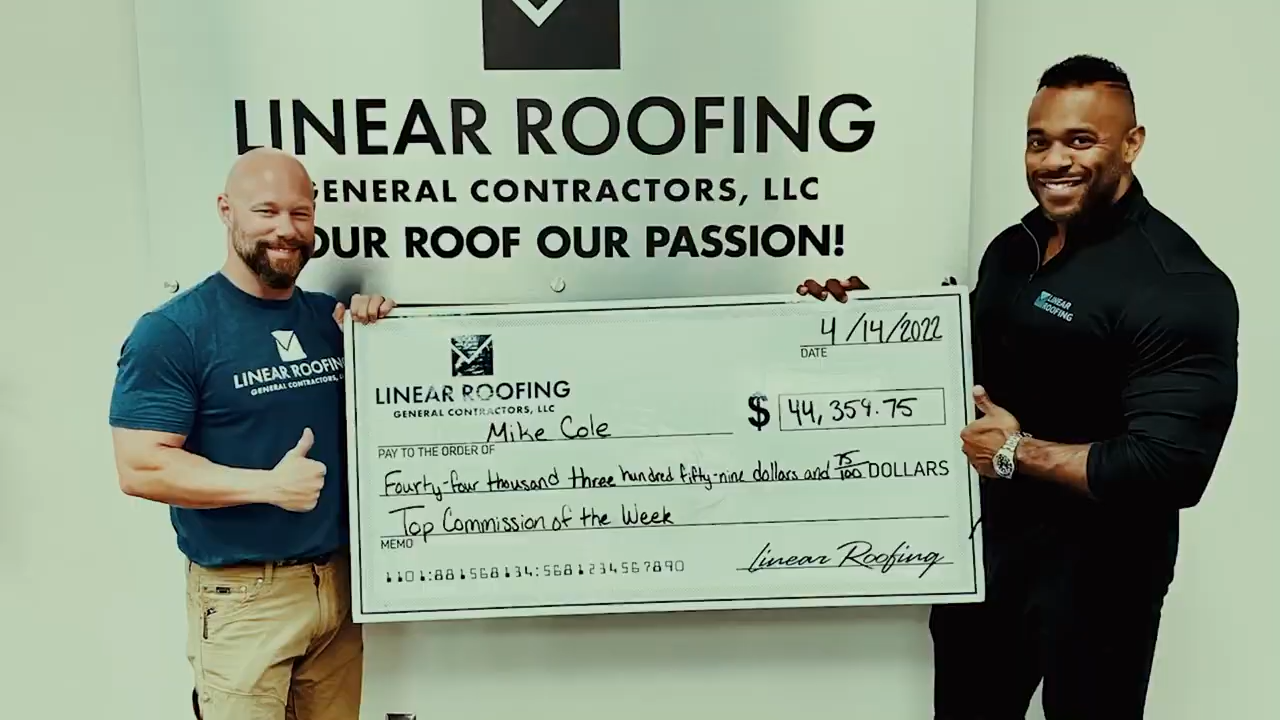 LINEAR ROOFING
GENERAL CONTRACTORS, LLC
OUR ROOF OUR PASSION!
LINEAR ROOFING
GENERAL CONTRACTORS,
LINEAR
ROOFING
4/14/2022
DATE
LINEAR ROOFING
GENERAL CONTRACTORS, LLC
$ 44,359.75
Mike Cole
PAY TO THE ORDER OF
Fourty-four thousand three hundred fifty-nine dollars and 75/100 DOLLARS
Top Commission of the Week
MEMO
1101:881568134:5681234567890
Linear Roofing